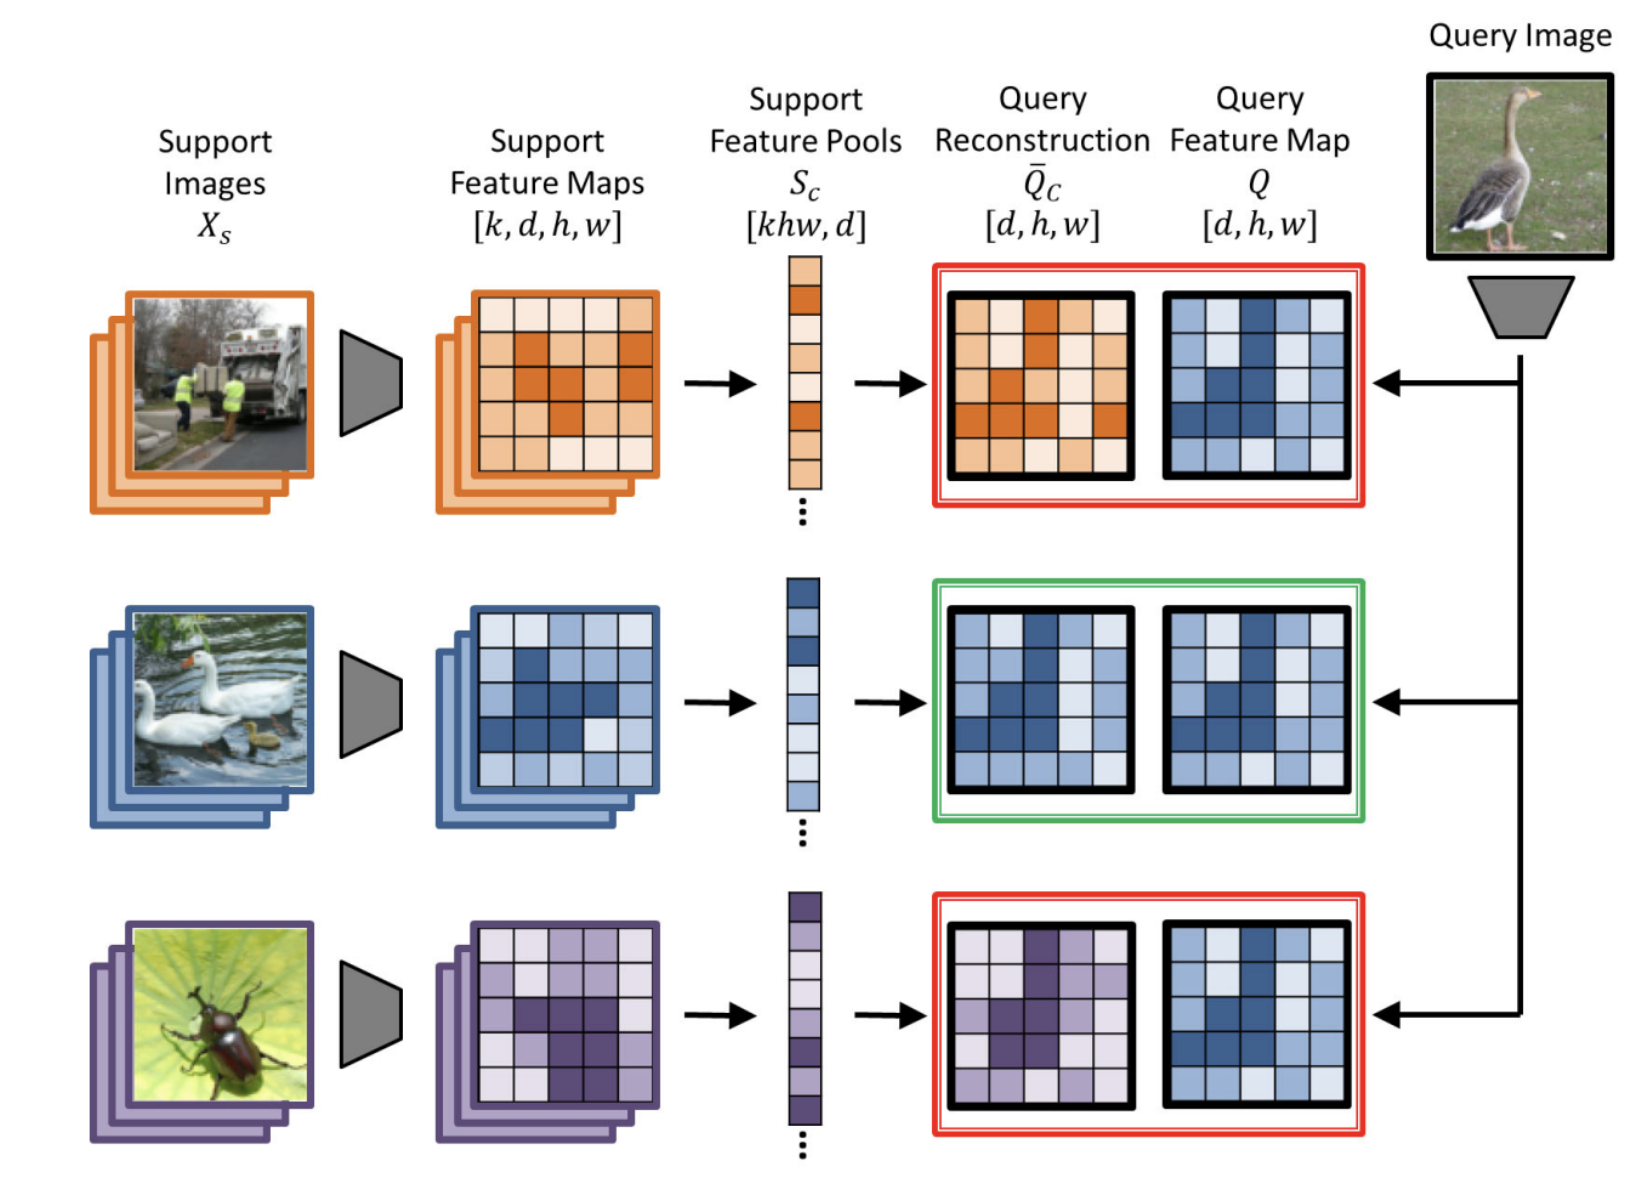 Query Image
Support
Images
X_s
Support
Feature Maps
[k, d, h, w]
Support
Feature Pools
S_c
[khw, d]
Query
Reconstruction
Q̄_C
[d, h, w]
Query
Feature Map
Q
[d, h, w]